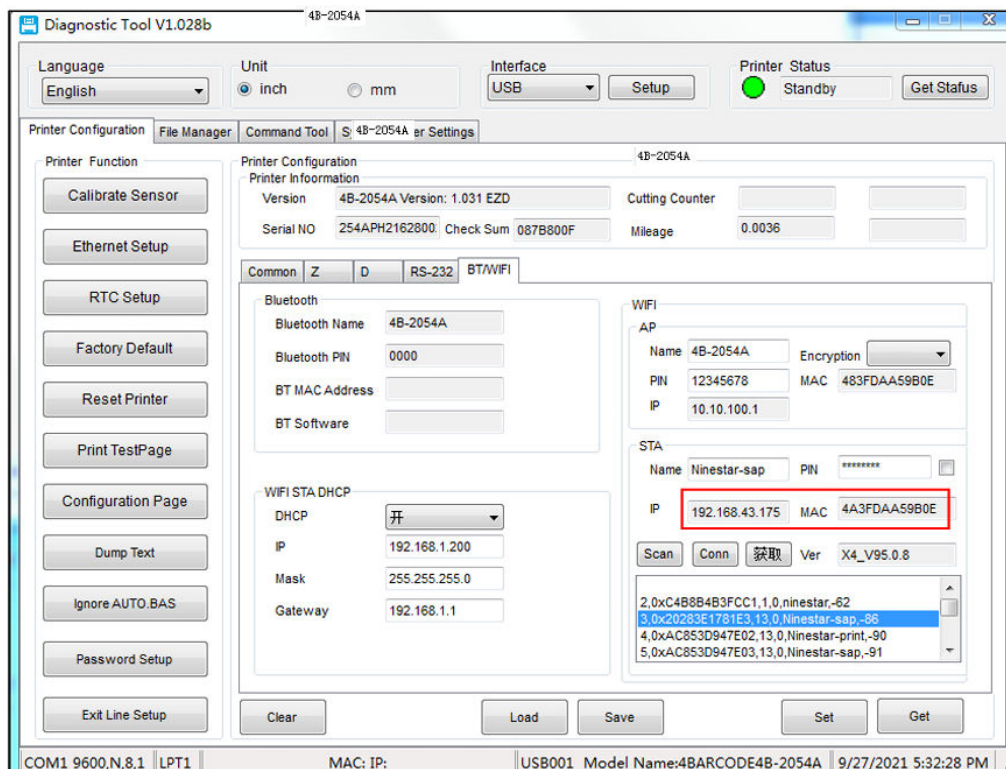 Diagnostic Tool V1.028b 4B-2054A
Language Unit Interface Printer Status
English inch mm USB Setup Standby Get Stafus
Printer Configuration File Manager Command Tool S 4B-2054A er Settings
Printer Function
Calibrate Sensor
Ethernet Setup
RTC Setup
Factory Default
Reset Printer
Print TestPage
Configuration Page
Dump Text
Ignore AUTO.BAS
Password Setup
Exit Line Setup
Printer Configuration 4B-2054A
Printer Infoormation
Version 4B-2054A Version: 1.031 EZD Cutting Counter
Serial NO 254APH2162800 Check Sum 087B800F Mileage 0.0036
Common Z D RS-232 BT/WIFI
Bluetooth
Bluetooth Name 4B-2054A
Bluetooth PIN 0000
BT MAC Address
BT Software
WIFI STA DHCP
DHCP 开
IP 192.168.1.200
Mask 255.255.255.0
Gateway 192.168.1.1
WIFI
AP
Name 4B-2054A Encryption
PIN 12345678 MAC 483FDAA59B0E
IP 10.10.100.1
STA
Name Ninestar-sap PIN ********
IP 192.168.43.175 MAC 4A3FDAA59B0E
Scan Conn 获取 Ver X4_V95.0.8
2,0xC4B8B4B3FCC1,1,0,ninestar,-62
3,0x20283E1781E3,13,0,Ninestar-sap,-86
4,0xAC853D947E02,13,0,Ninestar-print,-90
5,0xAC853D947E03,13,0,Ninestar-sap,-91
Clear Load Save Set Get
COM1 9600,N,8,1 LPT1 MAC: IP: USB001 Model Name:4BARCODE4B-2054A 9/27/2021 5:32:28 PM